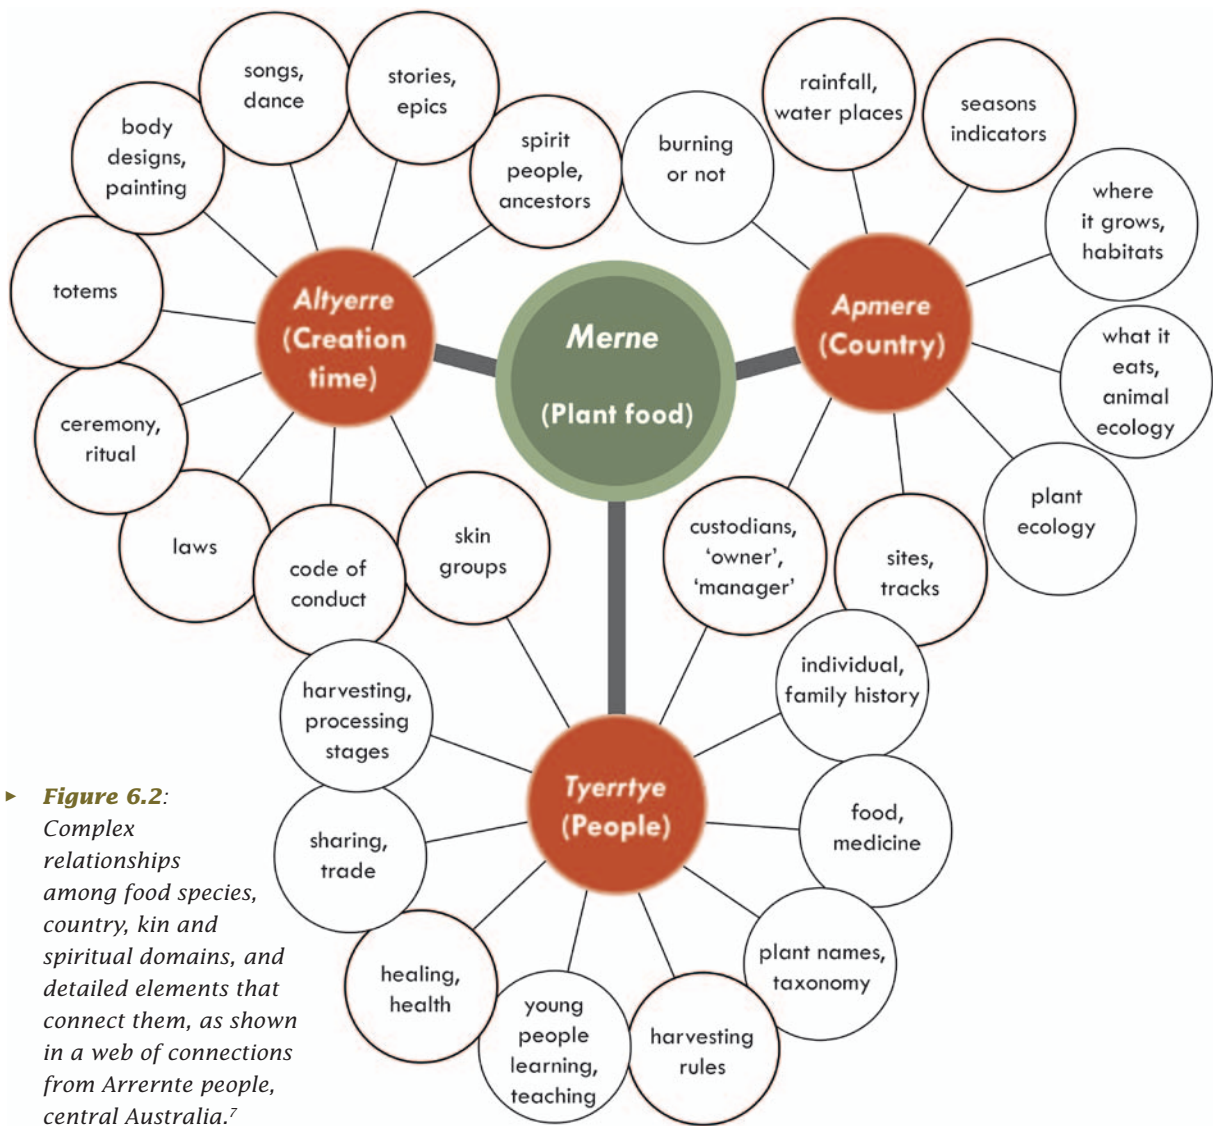 songs,
dance
stories,
epics
spirit
people,
ancestors
body
designs,
painting
totems
ceremony,
ritual
laws
code of
conduct
skin
groups
Altyerre
(Creation
time)
Merne
(Plant food)
burning
or not
rainfall,
water places
seasons
indicators
where
it grows,
habitats
what it
eats,
animal
ecology
plant
ecology
sites,
tracks
custodians,
‘owner’,
‘manager’
Apmere
(Country)
Tyerrtye
(People)
individual,
family history
food,
medicine
plant names,
taxonomy
harvesting
rules
young
people
learning,
teaching
healing,
health
sharing,
trade
harvesting,
processing
stages
► Figure 6.2:
Complex
relationships
among food species,
country, kin and
spiritual domains, and
detailed elements that
connect them, as shown
in a web of connections
from Arrernte people,
central Australia.⁷